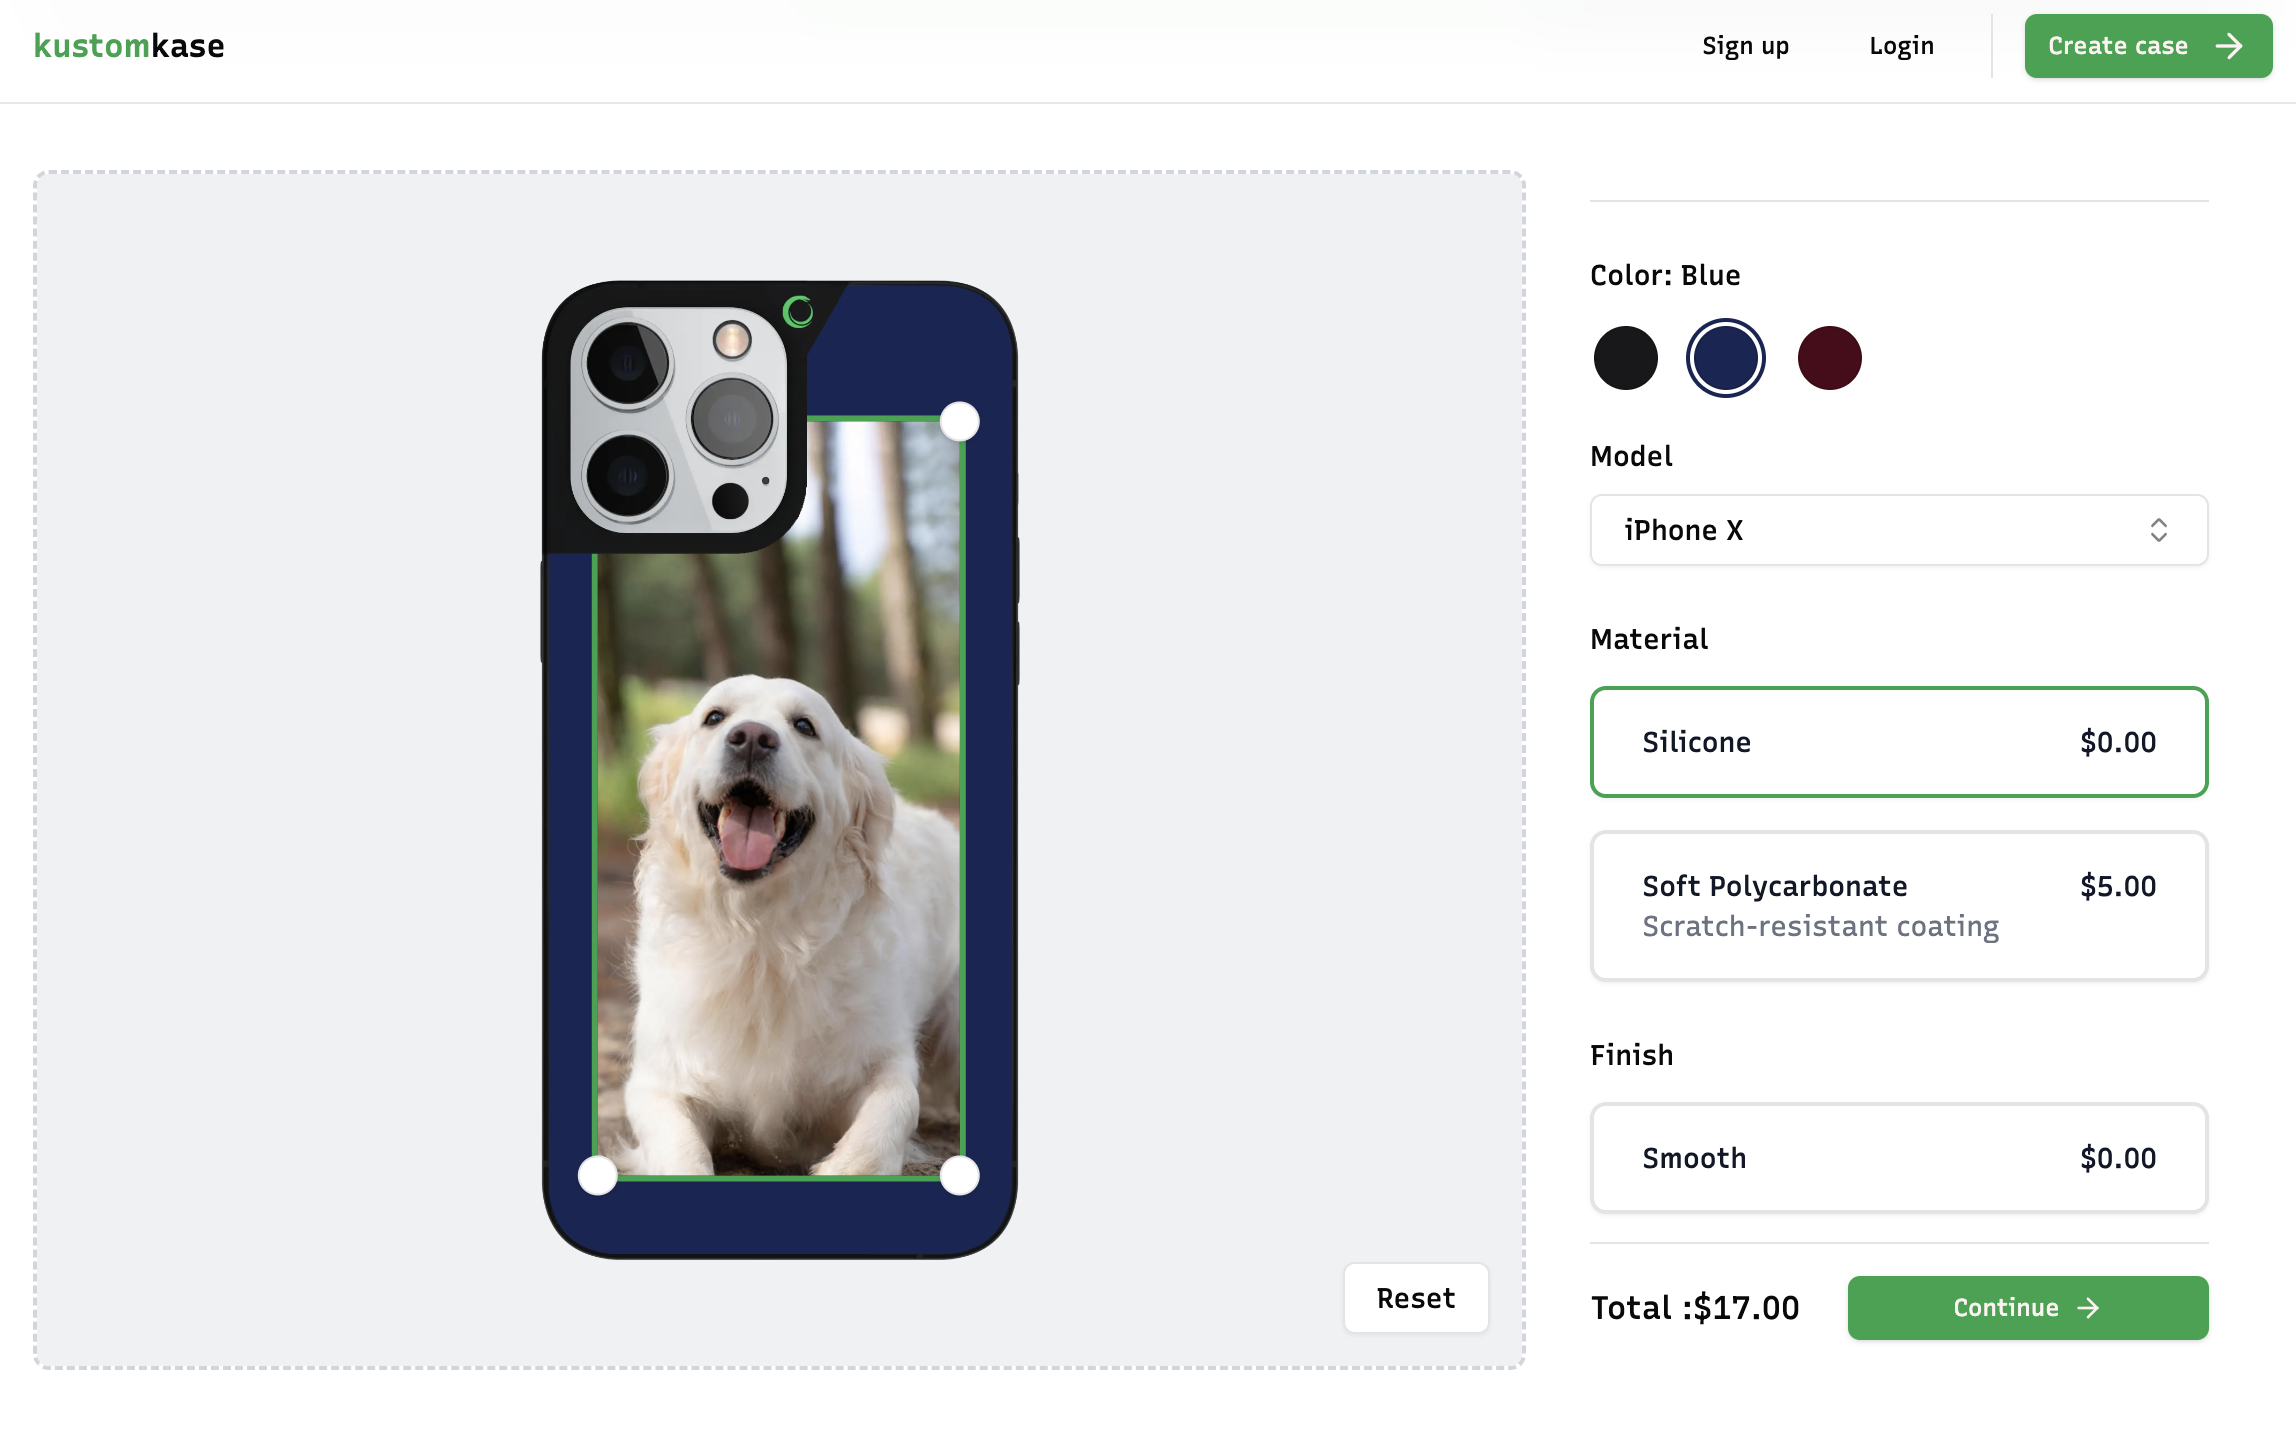 kustomkase
Sign up
Login
Create case
Color: Blue
Model
iPhone X
Material
Silicone
$0.00
Soft Polycarbonate
$5.00
Scratch-resistant coating
Finish
Smooth
$0.00
Reset
Total :$17.00
Continue